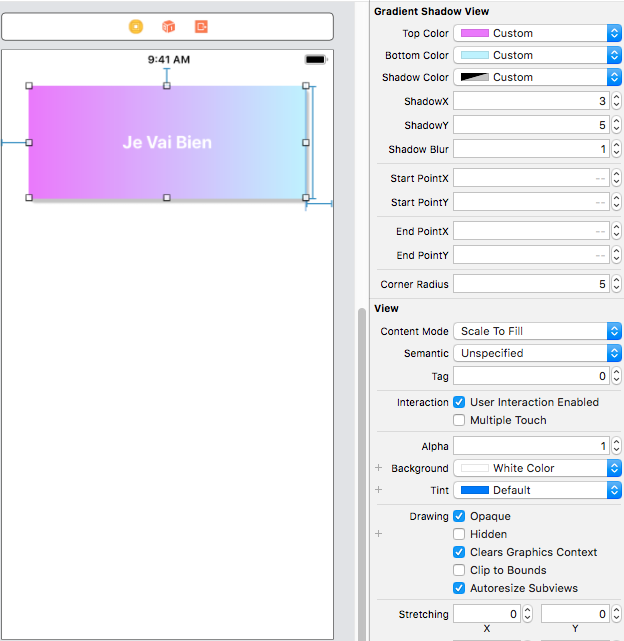 9:41 AM
Je Vai Bien
Gradient Shadow View
Top Color Custom
Bottom Color Custom
Shadow Color Custom
ShadowX 3
ShadowY 5
Shadow Blur 1
Start PointX --
Start PointY --
End PointX --
End PointY --
Corner Radius 5
View
Content Mode Scale To Fill
Semantic Unspecified
Tag 0
Interaction User Interaction Enabled
Multiple Touch
Alpha 1
+ Background White Color
+ Tint Default
Drawing Opaque
+ Hidden
Clears Graphics Context
Clip to Bounds
Autoresize Subviews
Stretching 0 0
X Y